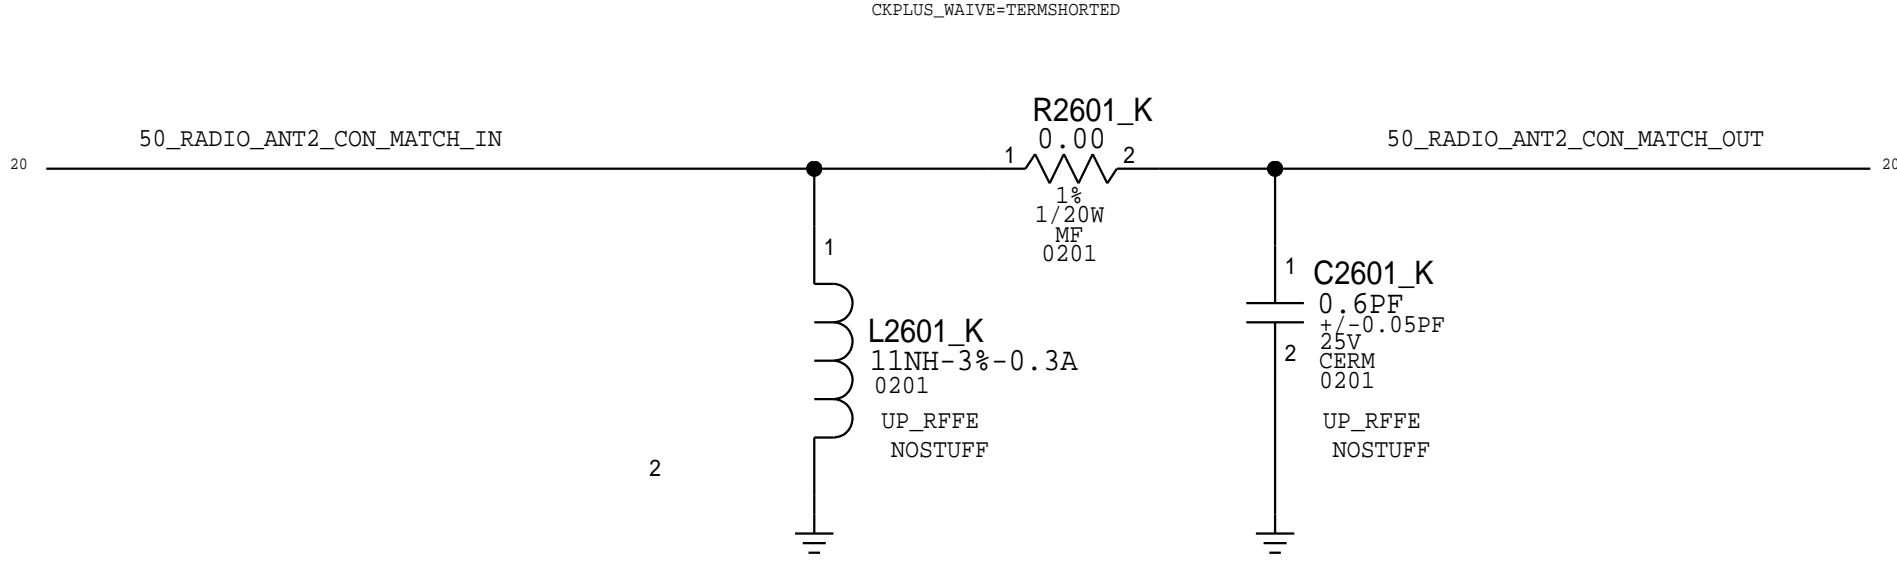 CKPLUS_WAIVE=TERMSHORTED
R2601_K
50_RADIO_ANT2_CON_MATCH_IN
0.00
50_RADIO_ANT2_CON_MATCH_OUT
20
1
2
20
1%
1/20W
MF
0201
1
1
C2601_K
0.6PF
+/-0.05PF
25V
CERM
0201
2
L2601_K
11NH-3%-0.3A
0201
UP_RFFE
NOSTUFF
UP_RFFE
NOSTUFF
2